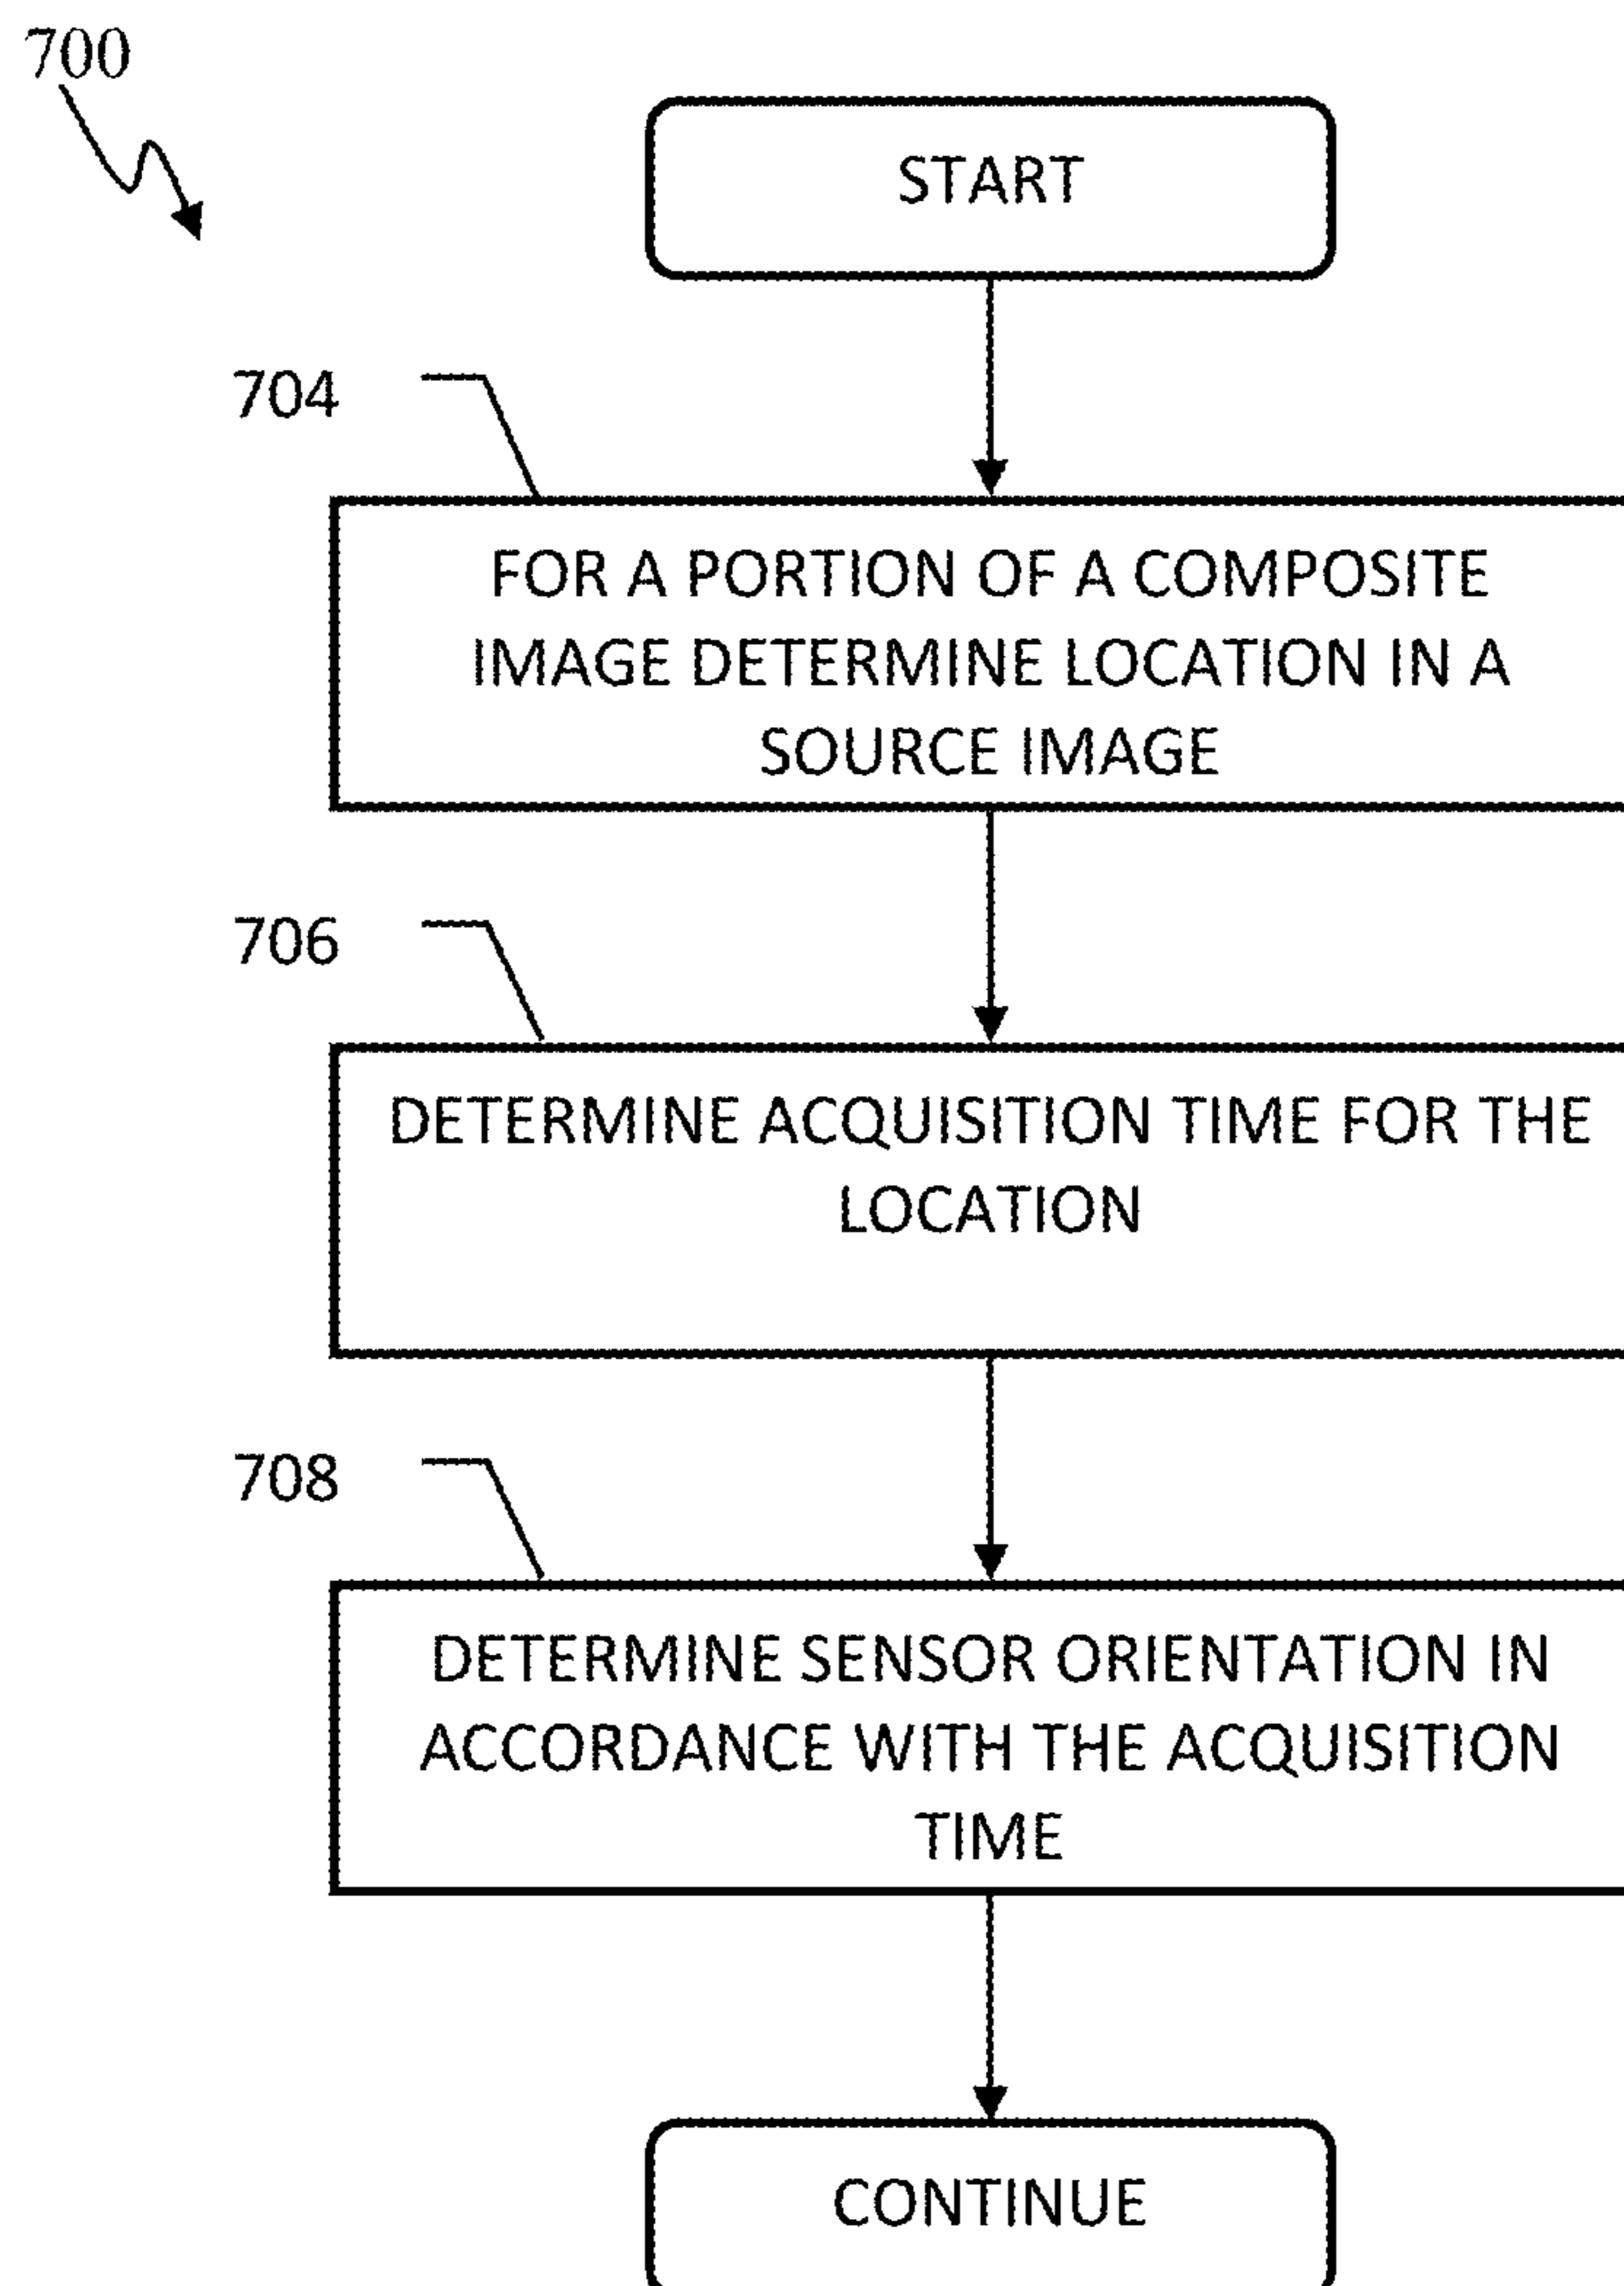 700
START
704
FOR A PORTION OF A COMPOSITE
IMAGE DETERMINE LOCATION IN A
SOURCE IMAGE
706
DETERMINE ACQUISITION TIME FOR THE
LOCATION
708
DETERMINE SENSOR ORIENTATION IN
ACCORDANCE WITH THE ACQUISITION
TIME
CONTINUE